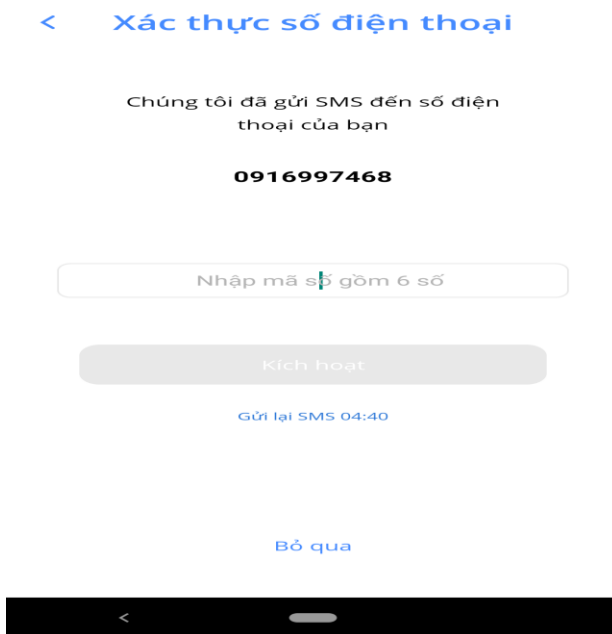 < Xác thực số điện thoại
Chúng tôi đã gửi SMS đến số điện
thoại của bạn
0916997468
Nhập mã số gồm 6 số
Kích hoạt
Gửi lại SMS 04:40
Bỏ qua